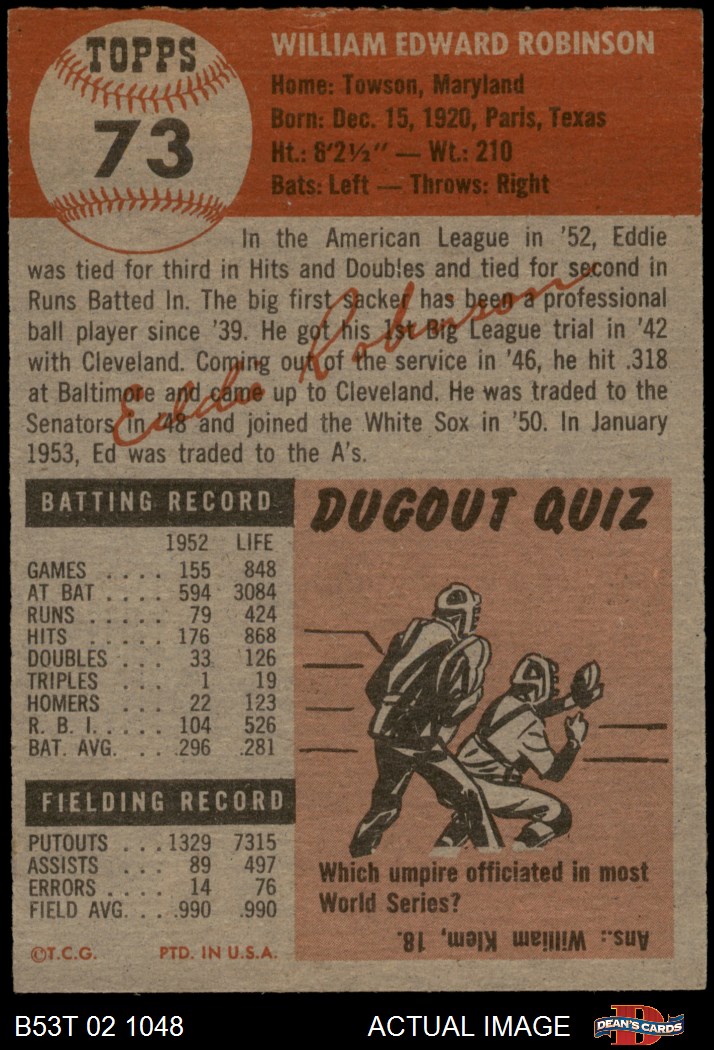 TOPPS
73
WILLIAM EDWARD ROBINSON
Home: Towson, Maryland
Born: Dec. 15, 1920, Paris, Texas
Ht.: 6'2½" — Wt.: 210
Bats: Left — Throws: Right
In the American League in '52, Eddie
was tied for third in Hits and Doubles and tied for second in
Runs Batted In. The big first sacker has been a professional
ball player since '39. He got his 1st Big League trial in '42
with Cleveland. Coming out of the service in '46, he hit .318
at Baltimore and came up to Cleveland. He was traded to the
Senators in '48 and joined the White Sox in '50. In January
1953, Ed was traded to the A's.
Eddie Robinson
BATTING RECORD
1952 LIFE
GAMES .... 155 848
AT BAT .... 594 3084
RUNS ..... 79 424
HITS ..... 176 868
DOUBLES ... 33 126
TRIPLES ... 1 19
HOMERS ... 22 123
R. B. I. .... 104 526
BAT. AVG. .. .296 .281
FIELDING RECORD
PUTOUTS ...1329 7315
ASSISTS .... 89 497
ERRORS .... 14 76
FIELD AVG. ... .990 .990
©T.C.G. PTD. IN U.S.A.
DUGOUT QUIZ
Which umpire officiated in most
World Series?
Ans.: William Klem, 18.
B53T 02 1048 ACTUAL IMAGE
D
DEAN'S CARDS